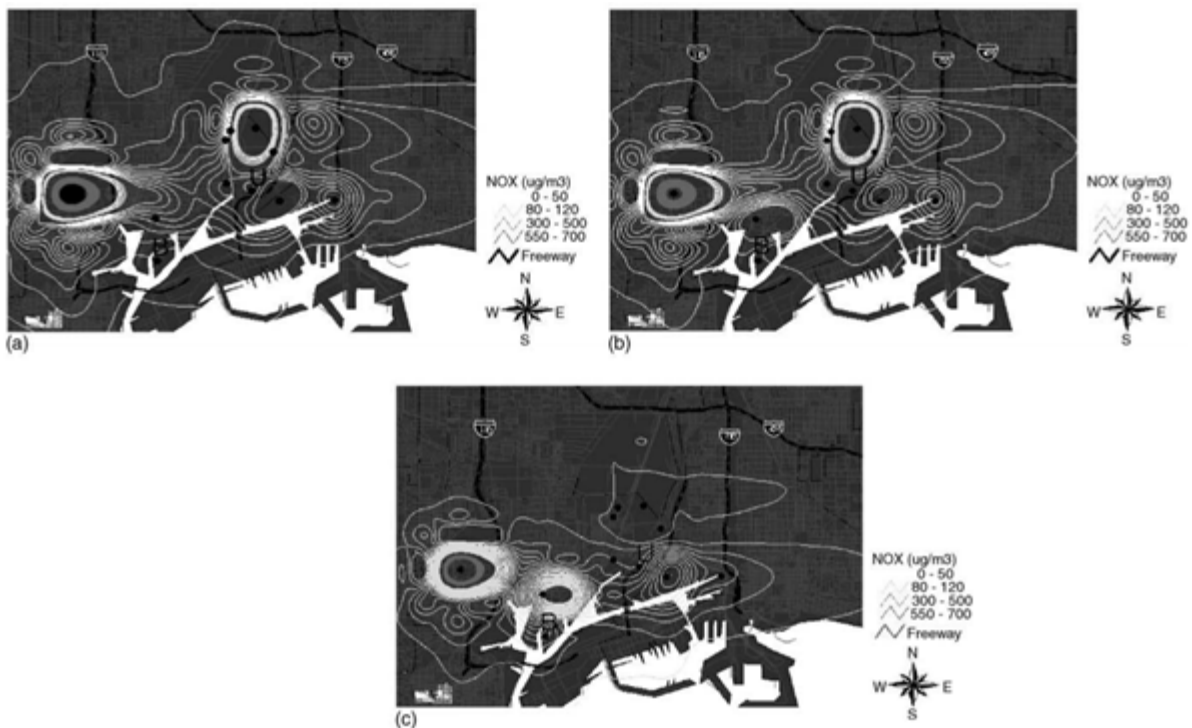 NOX (ug/m3)
0 - 50
80 - 120
300 - 500
550 - 700
Freeway
N
W E
S
(a)
NOX (ug/m3)
0 - 50
80 - 120
300 - 500
550 - 700
Freeway
N
W E
S
(b)
NOX (ug/m3)
0 - 50
80 - 120
300 - 500
550 - 700
Freeway
N
W E
S
(c)